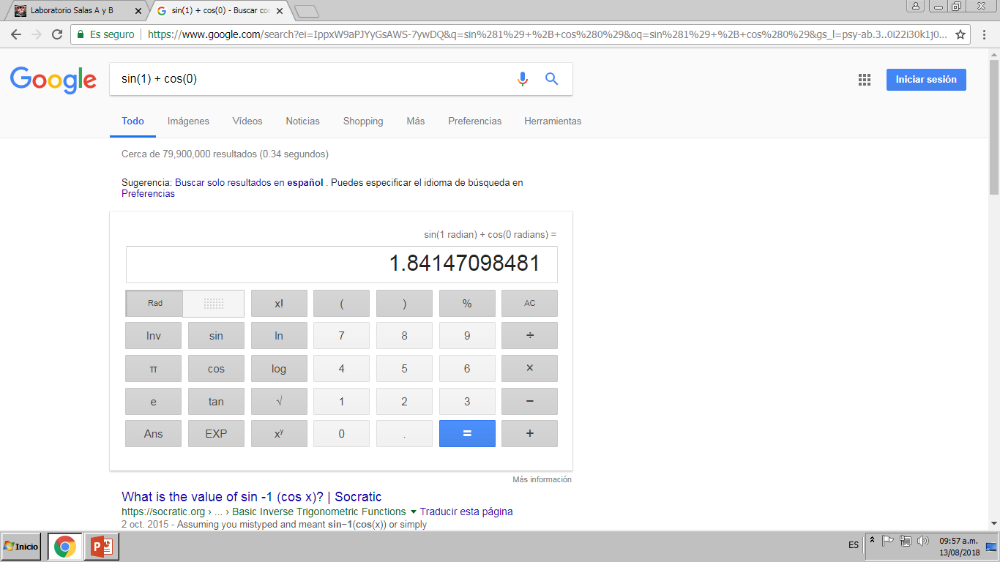 Laboratorio Salas A y B
sin(1) + cos(0) - Buscar con
Es seguro
https://www.google.com/search?ei=IppxW9aPJYyGsAWS-7ywDQ&q=sin%281%29+%2B+cos%280%29&oq=sin%281%29+%2B+cos%280%29&gs_l=psy-ab.3..0i22i30k1j0...
Google
sin(1) + cos(0)
Iniciar sesión
Todo Imágenes Vídeos Noticias Shopping Más Preferencias Herramientas
Cerca de 79,900,000 resultados (0.34 segundos)
Sugerencia: Buscar solo resultados en español . Puedes especificar el idioma de búsqueda en
Preferencias
sin(1 radian) + cos(0 radians) =
1.84147098481
Rad x! ( ) % AC
Inv sin ln 7 8 9 ÷
π cos log 4 5 6 ×
e tan √ 1 2 3 −
Ans EXP xʸ 0 . = +
Más información
What is the value of sin -1 (cos x)? | Socratic
https://socratic.org › ... › Basic Inverse Trigonometric Functions Traducir esta página
2 oct. 2015 - Assuming you mistyped and meant sin−1(cos(x)) or simply
Inicio
P
ES
09:57 a.m.
13/08/2018